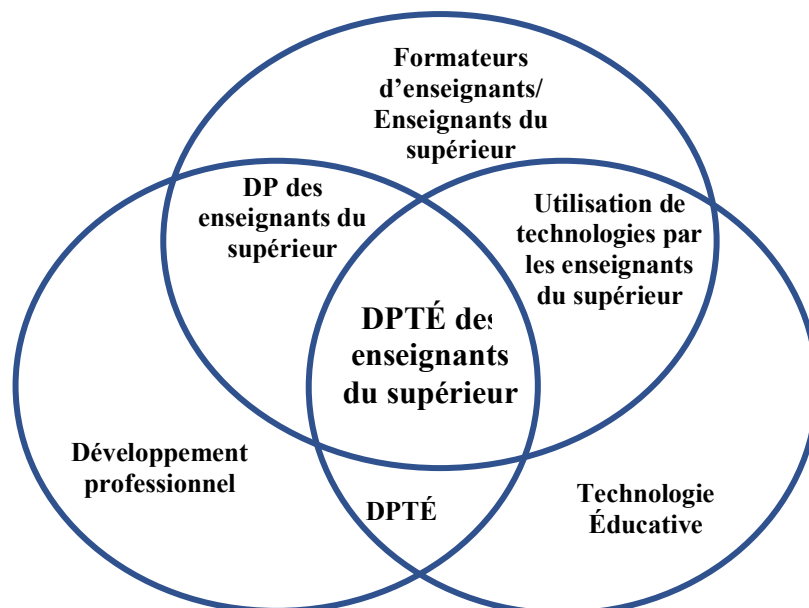 Formateurs
d'enseignants/
Enseignants du
supérieur
DP des
enseignants du
supérieur
Utilisation de
technologies par
les enseignants
du supérieur
DPTÉ des
enseignants
du supérieur
Développement
professionnel
DPTÉ
Technologie
Éducative